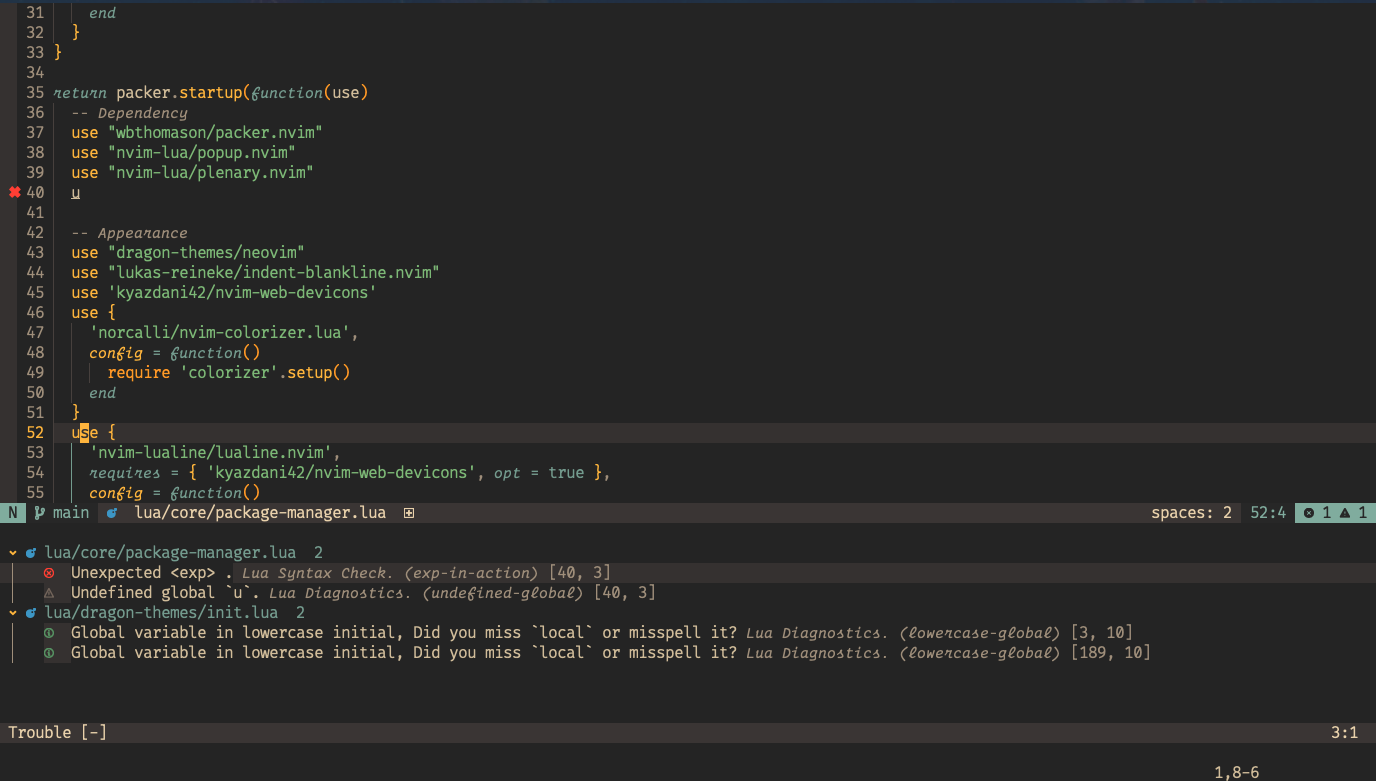 31 end
32 }
33 }
34
35 return packer.startup(function(use)
36 -- Dependency
37 use "wbthomason/packer.nvim"
38 use "nvim-lua/popup.nvim"
39 use "nvim-lua/plenary.nvim"
✖ 40 u
41
42 -- Appearance
43 use "dragon-themes/neovim"
44 use "lukas-reineke/indent-blankline.nvim"
45 use 'kyazdani42/nvim-web-devicons'
46 use {
47 'norcalli/nvim-colorizer.lua',
48 config = function()
49 require 'colorizer'.setup()
50 end
51 }
52 use {
53 'nvim-lualine/lualine.nvim',
54 requires = { 'kyazdani42/nvim-web-devicons', opt = true },
55 config = function()
N main lua/core/package-manager.lua spaces: 2 52:4 1 1
lua/core/package-manager.lua 2
Unexpected <exp> . Lua Syntax Check. (exp-in-action) [40, 3]
Undefined global `u`. Lua Diagnostics. (undefined-global) [40, 3]
lua/dragon-themes/init.lua 2
Global variable in lowercase initial, Did you miss `local` or misspell it? Lua Diagnostics. (lowercase-global) [3, 10]
Global variable in lowercase initial, Did you miss `local` or misspell it? Lua Diagnostics. (lowercase-global) [189, 10]
Trouble [-] 3:1
1,8-6